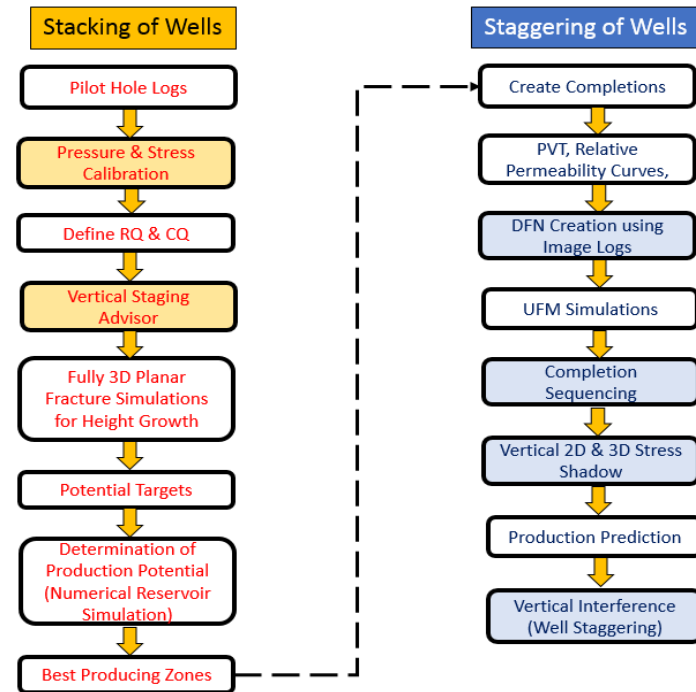 Stacking of Wells
Pilot Hole Logs
Pressure & Stress
Calibration
Define RQ & CQ
Vertical Staging
Advisor
Fully 3D Planar
Fracture Simulations
for Height Growth
Potential Targets
Determination of
Production Potential
(Numerical Reservoir
Simulation)
Best Producing Zones
Staggering of Wells
Create Completions
PVT, Relative
Permeability Curves,
DFN Creation using
Image Logs
UFM Simulations
Completion
Sequencing
Vertical 2D & 3D Stress
Shadow
Production Prediction
Vertical Interference
(Well Staggering)